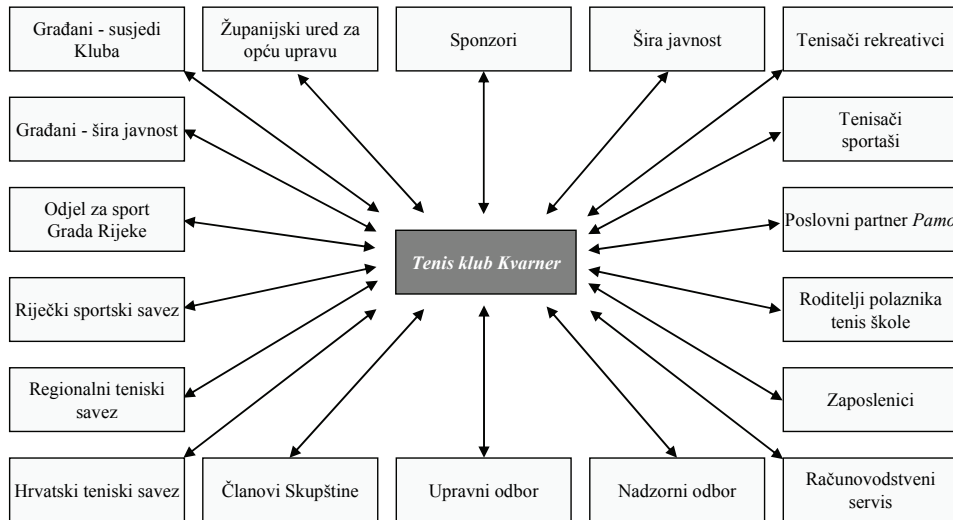 Građani - susjedi
Kluba
Županijski ured za
opću upravu
Sponzori
Šira javnost
Tenisači rekreativci
Građani - šira javnost
Tenisači
sportaši
Odjel za sport
Grada Rijeke
Tenis klub Kvarner
Poslovni partner Pamo
Riječki sportski savez
Roditelji polaznika
tenis škole
Regionalni teniski
savez
Zaposlenici
Hrvatski teniski savez
Članovi Skupštine
Upravni odbor
Nadzorni odbor
Računovodstveni
servis